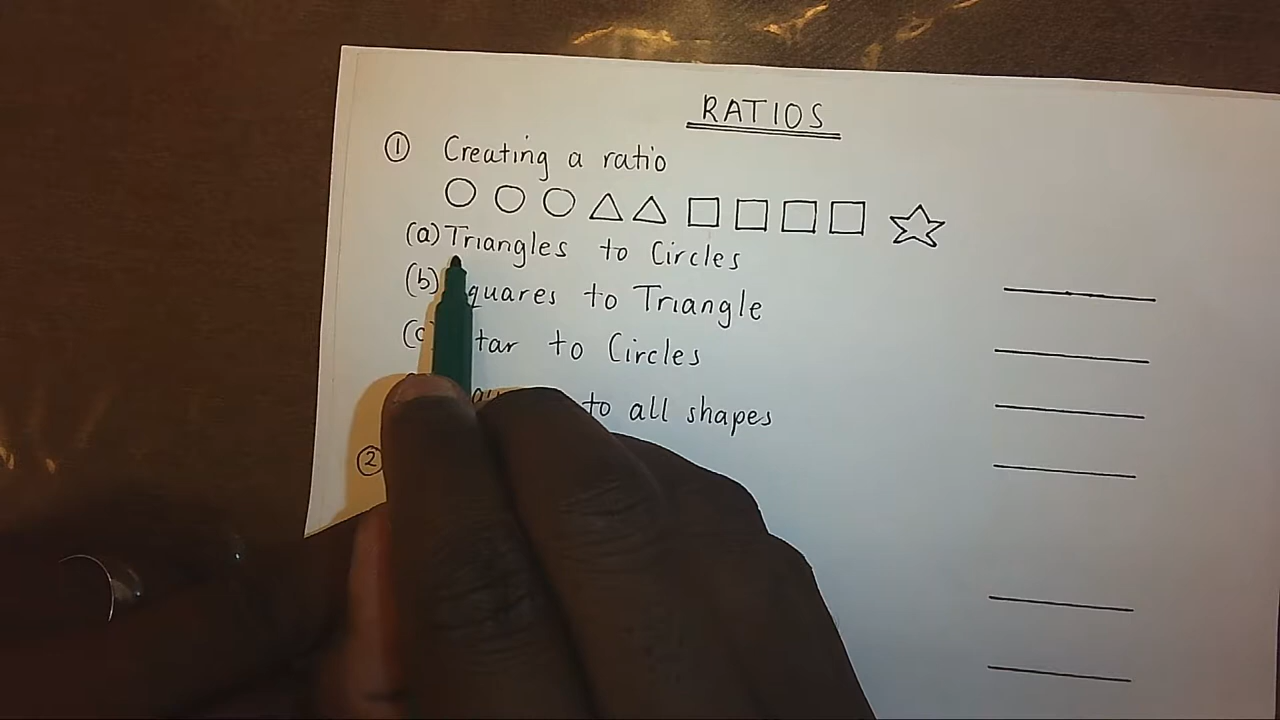 RATIOS
① Creating a ratio
(a) Triangles to Circles
(b) quares to Triangle
(c) tar to Circles
to all shapes
②